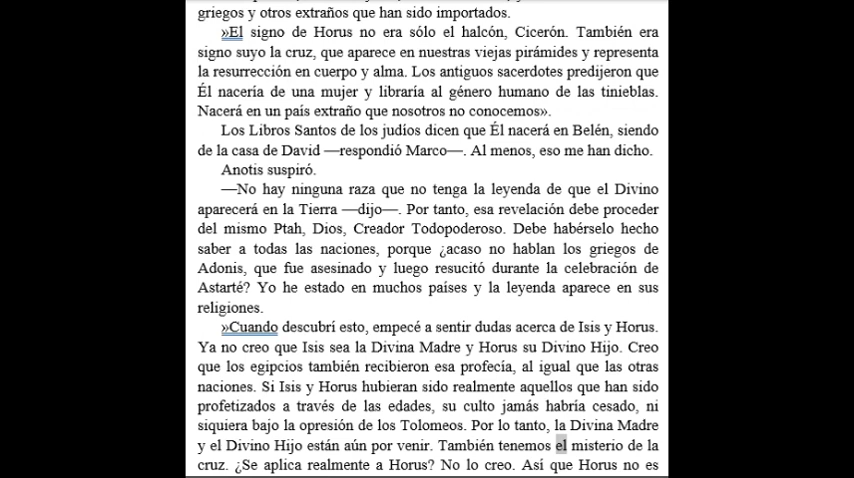 griegos y otros extraños que han sido importados.
»El signo de Horus no era sólo el halcón, Cicerón. También era
signo suyo la cruz, que aparece en nuestras viejas pirámides y representa
la resurrección en cuerpo y alma. Los antiguos sacerdotes predijeron que
Él nacería de una mujer y libraría al género humano de las tinieblas.
Nacerá en un país extraño que nosotros no conocemos».
Los Libros Santos de los judíos dicen que Él nacerá en Belén, siendo
de la casa de David —respondió Marco—. Al menos, eso me han dicho.
Anotis suspiró.
—No hay ninguna raza que no tenga la leyenda de que el Divino
aparecerá en la Tierra —dijo—. Por tanto, esa revelación debe proceder
del mismo Ptah, Dios, Creador Todopoderoso. Debe habérselo hecho
saber a todas las naciones, porque ¿acaso no hablan los griegos de
Adonis, que fue asesinado y luego resucitó durante la celebración de
Astarté? Yo he estado en muchos países y la leyenda aparece en sus
religiones.
»Cuando descubrí esto, empecé a sentir dudas acerca de Isis y Horus.
Ya no creo que Isis sea la Divina Madre y Horus su Divino Hijo. Creo
que los egipcios también recibieron esa profecía, al igual que las otras
naciones. Si Isis y Horus hubieran sido realmente aquellos que han sido
profetizados a través de las edades, su culto jamás habría cesado, ni
siquiera bajo la opresión de los Tolomeos. Por lo tanto, la Divina Madre
y el Divino Hijo están aún por venir. También tenemos el misterio de la
cruz. ¿Se aplica realmente a Horus? No lo creo. Así que Horus no es